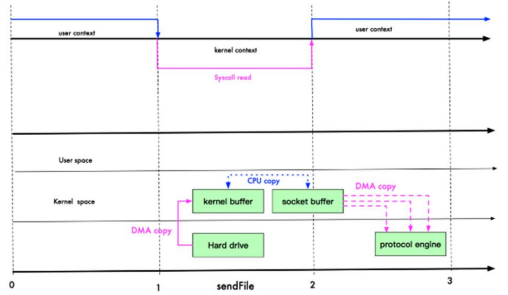 user context
user context
kernel context
Syscall read
User space
CPU copy
DMA copy
Kernel space
kernel buffer
socket buffer
DMA copy
Hard drive
protocol engine
0
1
sendFile
2
3